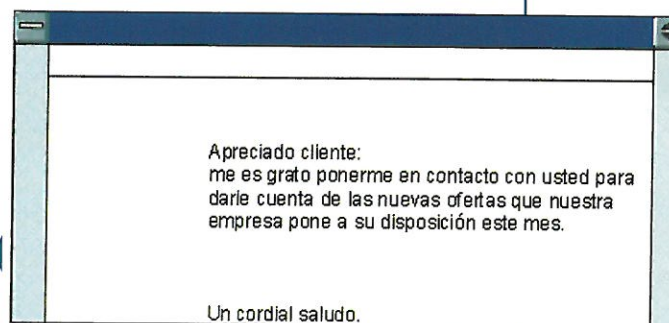 Apreciado cliente:
me es grato ponerme en contacto con usted para
darle cuenta de las nuevas ofertas que nuestra
empresa pone a su disposición este mes.
Un cordial saludo.